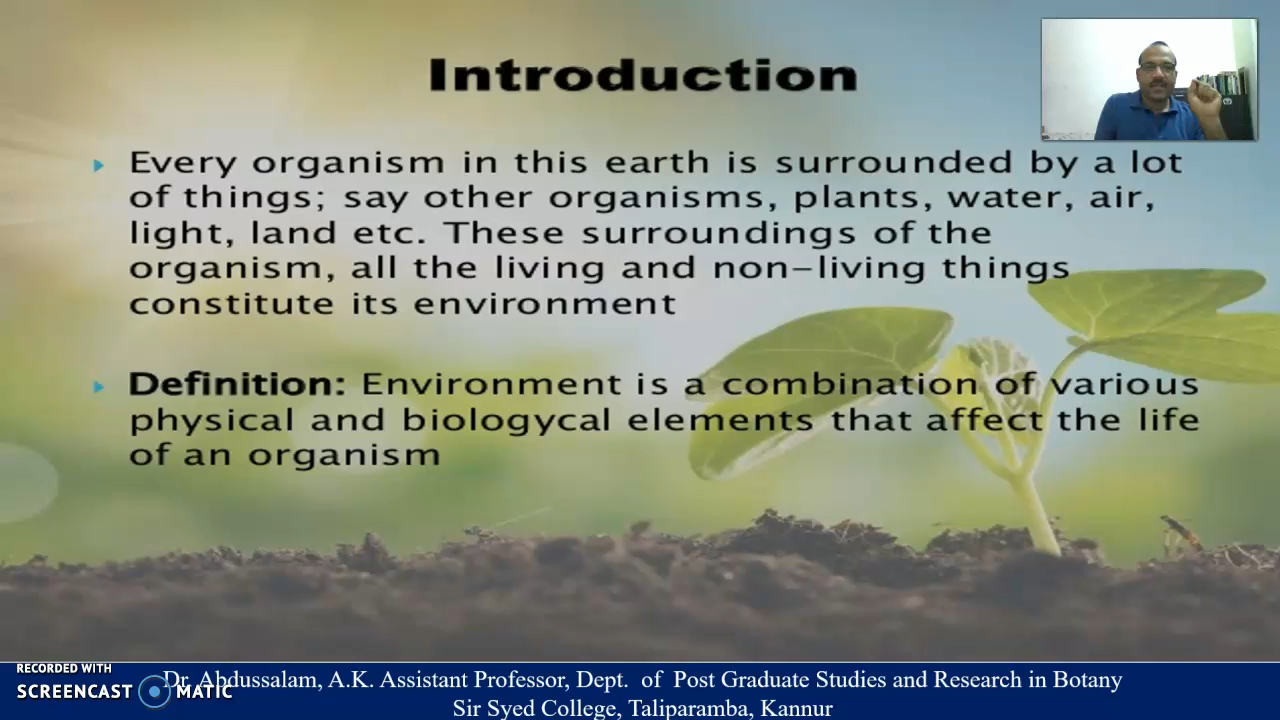 Introduction
Every organism in this earth is surrounded by a lot
of things; say other organisms, plants, water, air,
light, land etc. These surroundings of the
organism, all the living and non-living things
constitute its environment
Definition: Environment is a combination of various
physical and biologycal elements that affect the life
of an organism
RECORDED WITH
SCREENCAST MATIC
Dr. Abdussalam, A.K. Assistant Professor, Dept. of Post Graduate Studies and Research in Botany
Sir Syed College, Taliparamba, Kannur